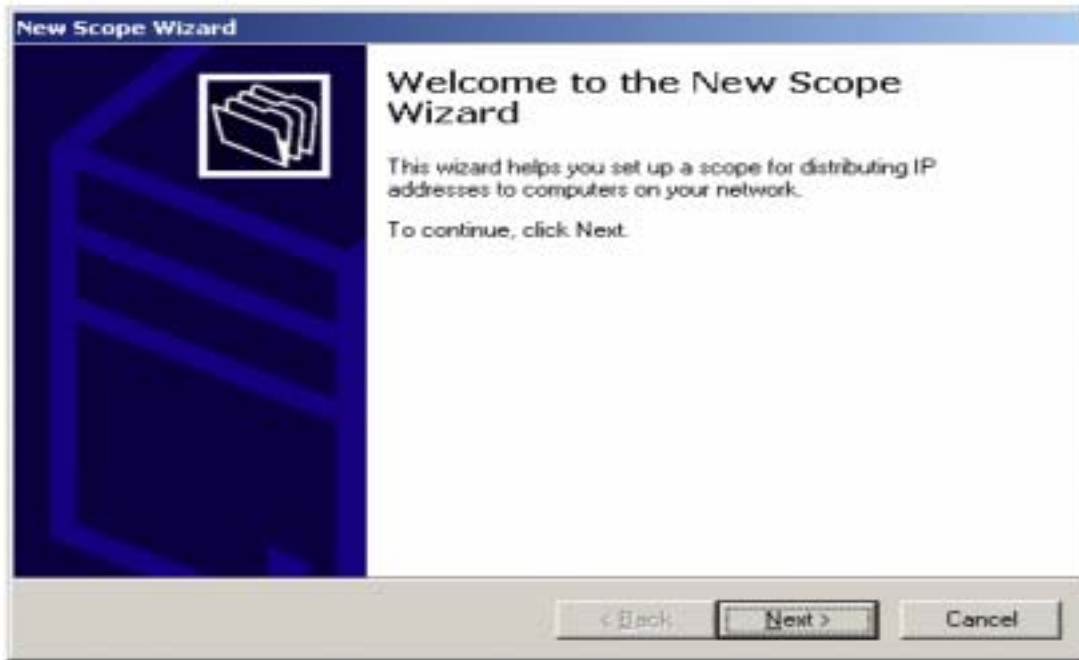 New Scope Wizard
Welcome to the New Scope
Wizard
This wizard helps you set up a scope for distributing IP
addresses to computers on your network.
To continue, click Next.
< Back
Next >
Cancel